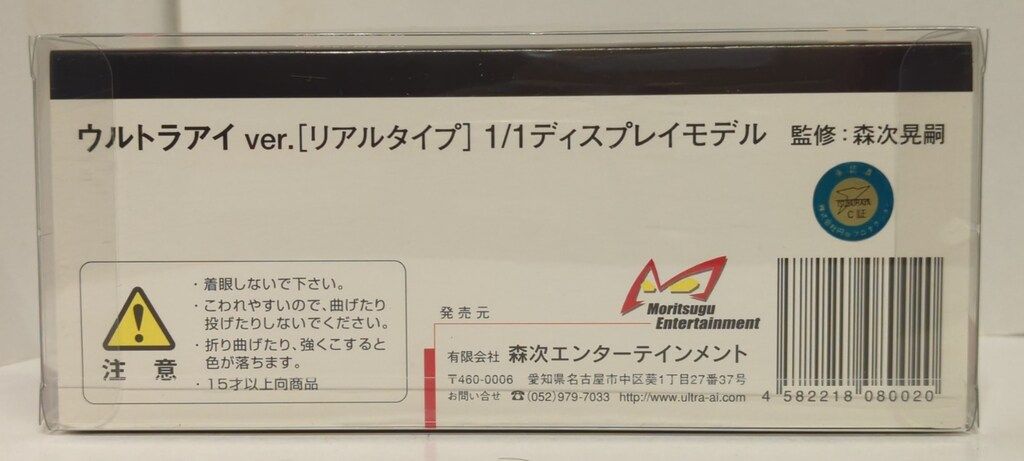 ウルトラアイ ver.[リアルタイプ] 1/1ディスプレイモデル 監修：森次晃嗣
TSUBURAYA
C 証
・着眼しないで下さい。
・こわれやすいので、曲げたり
投げたりしないでください。
・折り曲げたり、強くこすると
色が落ちます。
・15才以上向商品
注 意
発売元
Moritsugu
Entertainment
有限会社 森次エンターテインメント
〒460-0006 愛知県名古屋市中区葵1丁目27番37号
お問い合せ ☎(052)979-7033 http://www.ultra-ai.com
4 582218 080020